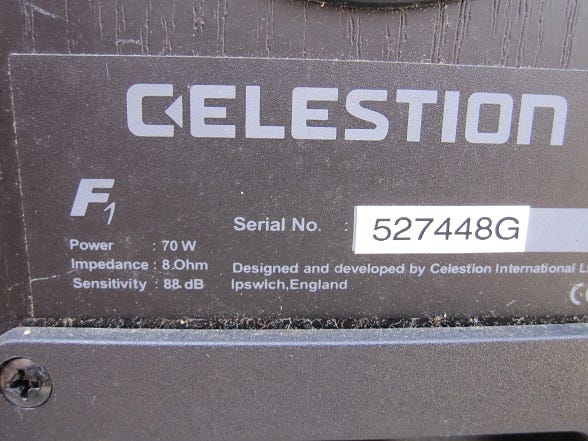 CELESTION
F1
Serial No. : 527448G
Power : 70 W
Impedance : 8.Ohm
Sensitivity : 88 dB
Designed and developed by Celestion International
Ipswich,England